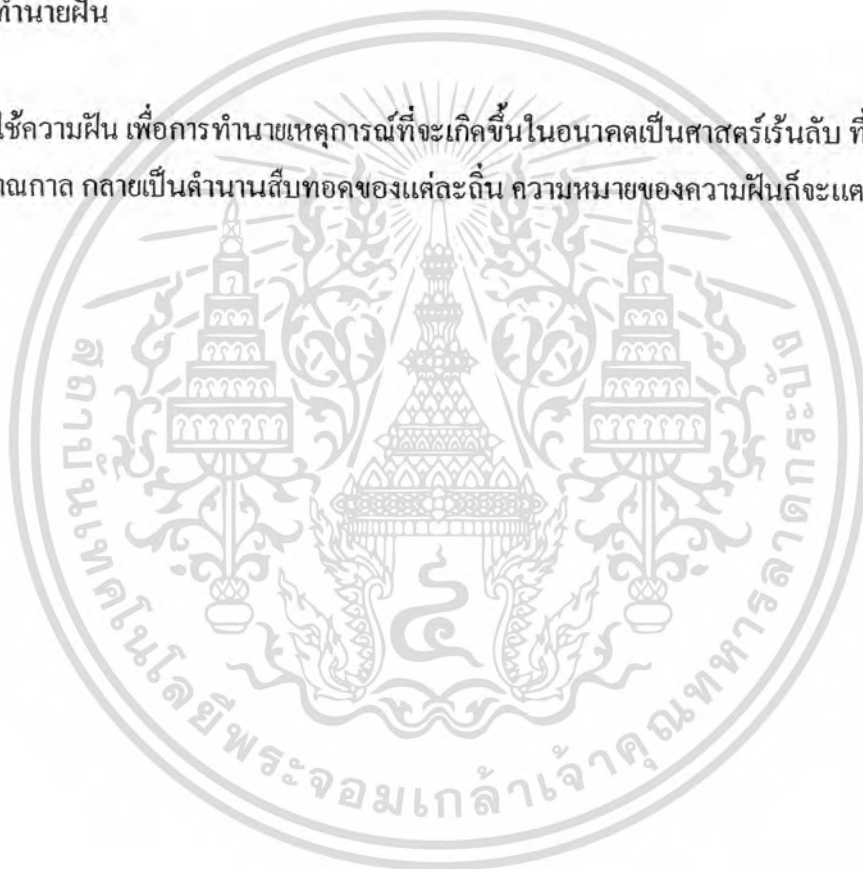 ทำนายฝัน
ใช้ความฝัน เพื่อการทำนายเหตุการณ์ที่จะเกิดขึ้นในอนาคตเป็นศาสตร์เร้นลับ ที่
าณกาล กลายเป็นตำนานสืบทอดของแต่ละถิ่น ความหมายของความฝันก็จะแต
สถาบันเทคโนโลยีพระจอมเกล้าเจ้าคุณทหารลาดกระบัง
๔